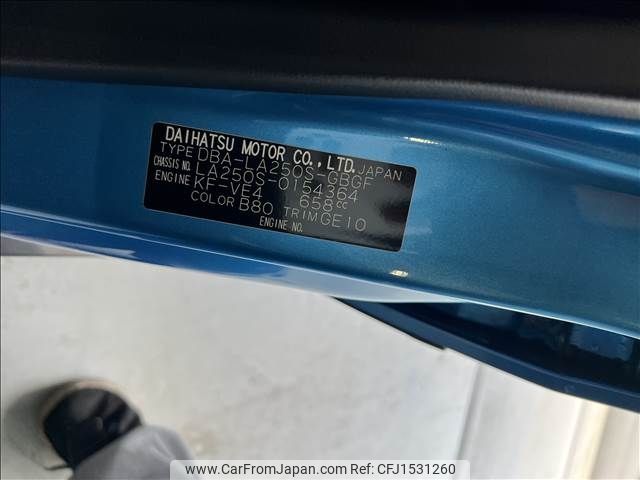 DAIHATSU MOTOR CO., LTD. JAPAN
TYPE DBA-LA250S-GBGF
CHASSIS NO. LA250S-0154364
ENGINE KF-VE4 658cc
COLOR B80 TRIM GE10
ENGINE NO.
www.CarFromJapan.com - CFJ1531260